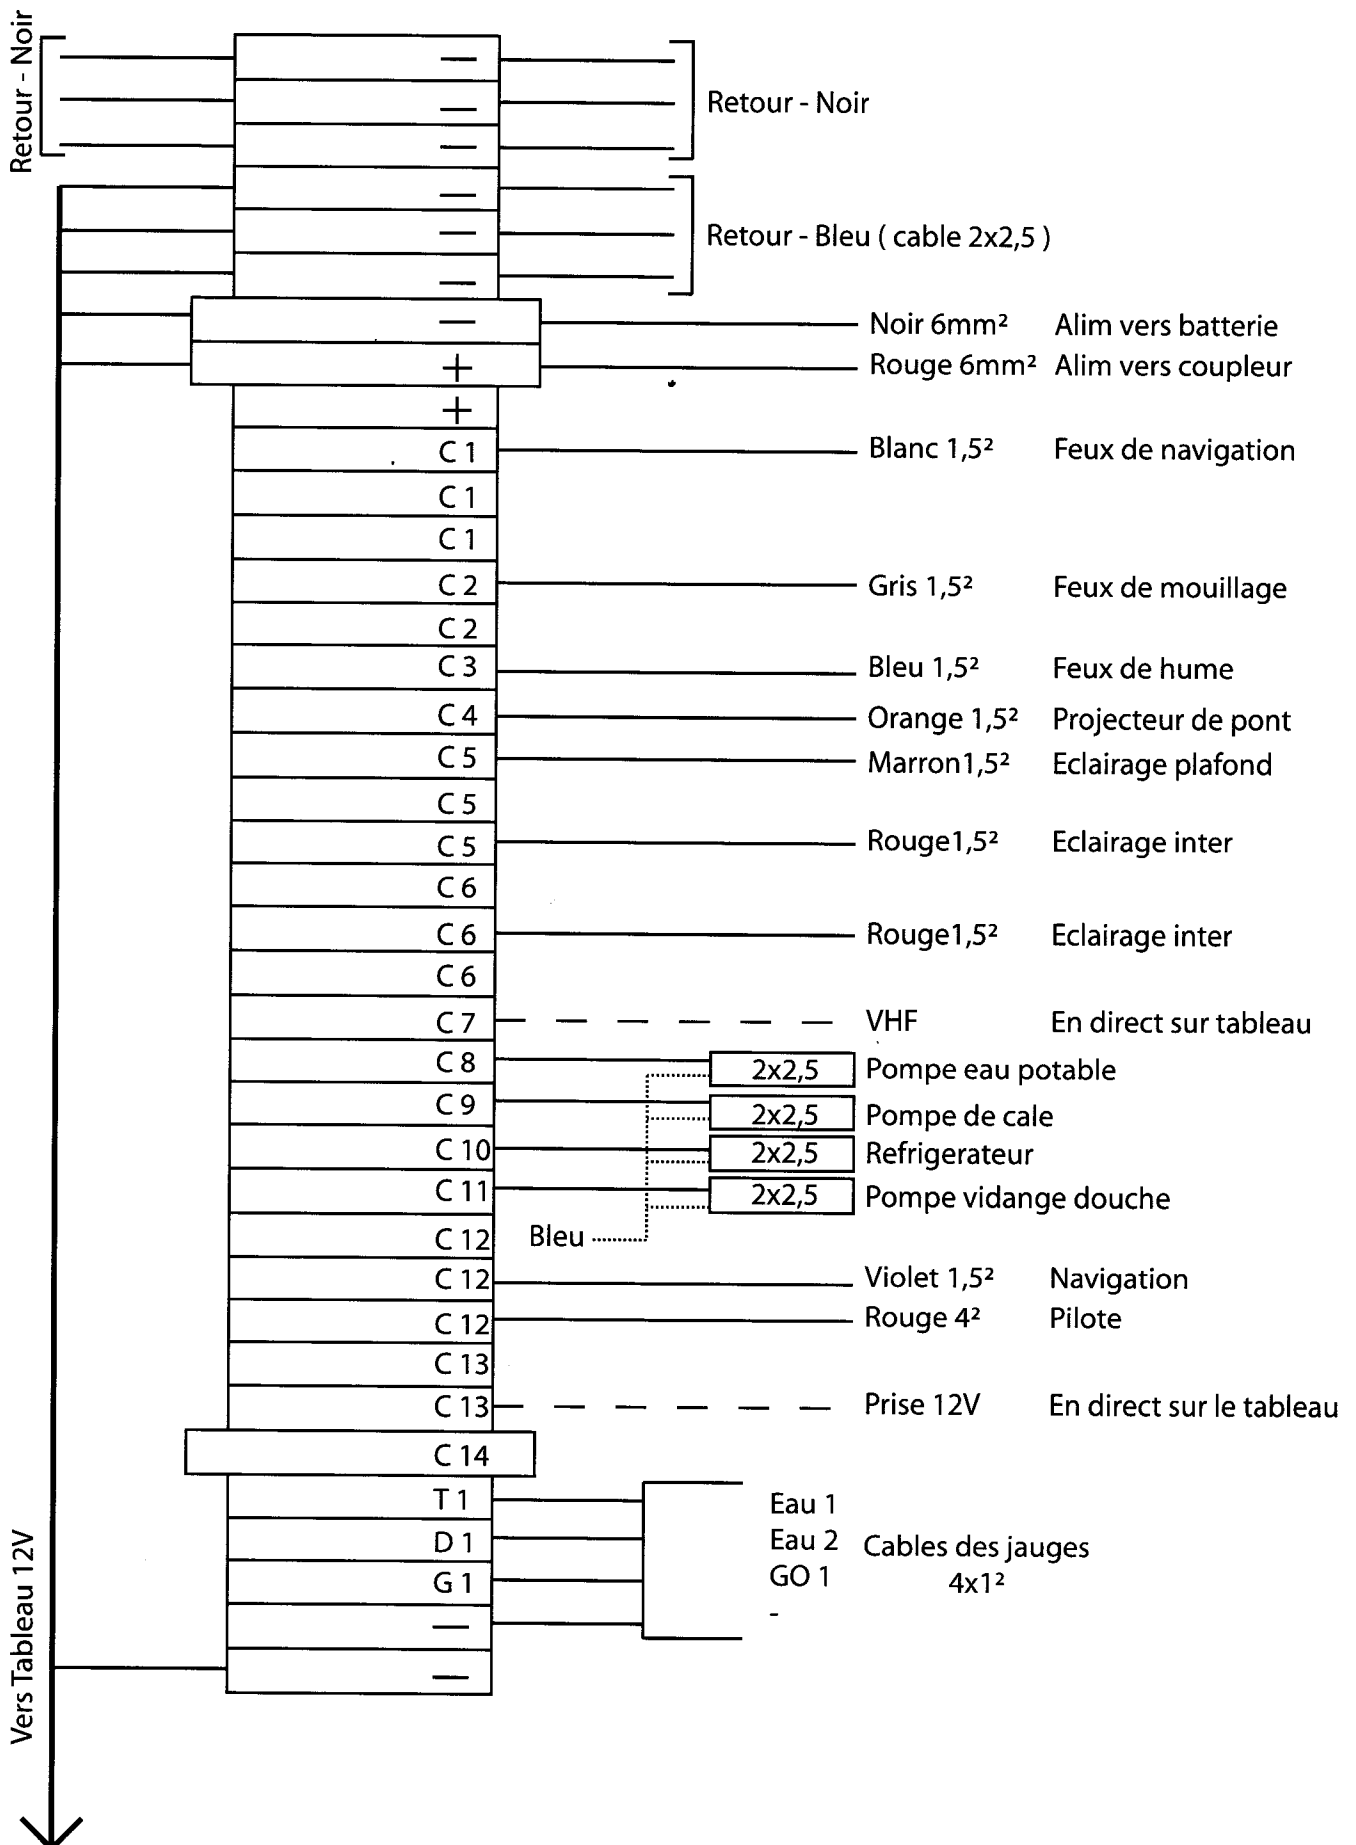 Retour - Noir
—
—
—
Retour - Noir
—
—
—
Retour - Bleu ( cable 2x2,5 )
— Noir 6mm² Alim vers batterie
+ Rouge 6mm² Alim vers coupleur
+
C 1 Blanc 1,5² Feux de navigation
C 1
C 1
C 2 Gris 1,5² Feux de mouillage
C 2
C 3 Bleu 1,5² Feux de hume
C 4 Orange 1,5² Projecteur de pont
C 5 Marron1,5² Eclairage plafond
C 5
C 5 Rouge1,5² Eclairage inter
C 6
C 6 Rouge1,5² Eclairage inter
C 6
C 7 VHF En direct sur tableau
C 8 2x2,5 Pompe eau potable
C 9 2x2,5 Pompe de cale
C 10 2x2,5 Refrigerateur
C 11 2x2,5 Pompe vidange douche
C 12 Bleu
C 12 Violet 1,5² Navigation
C 12 Rouge 4² Pilote
C 13
C 13 Prise 12V En direct sur le tableau
C 14
T 1 Eau 1
D 1 Eau 2 Cables des jauges
G 1 GO 1 4x1²
— -
—
Vers Tableau 12V